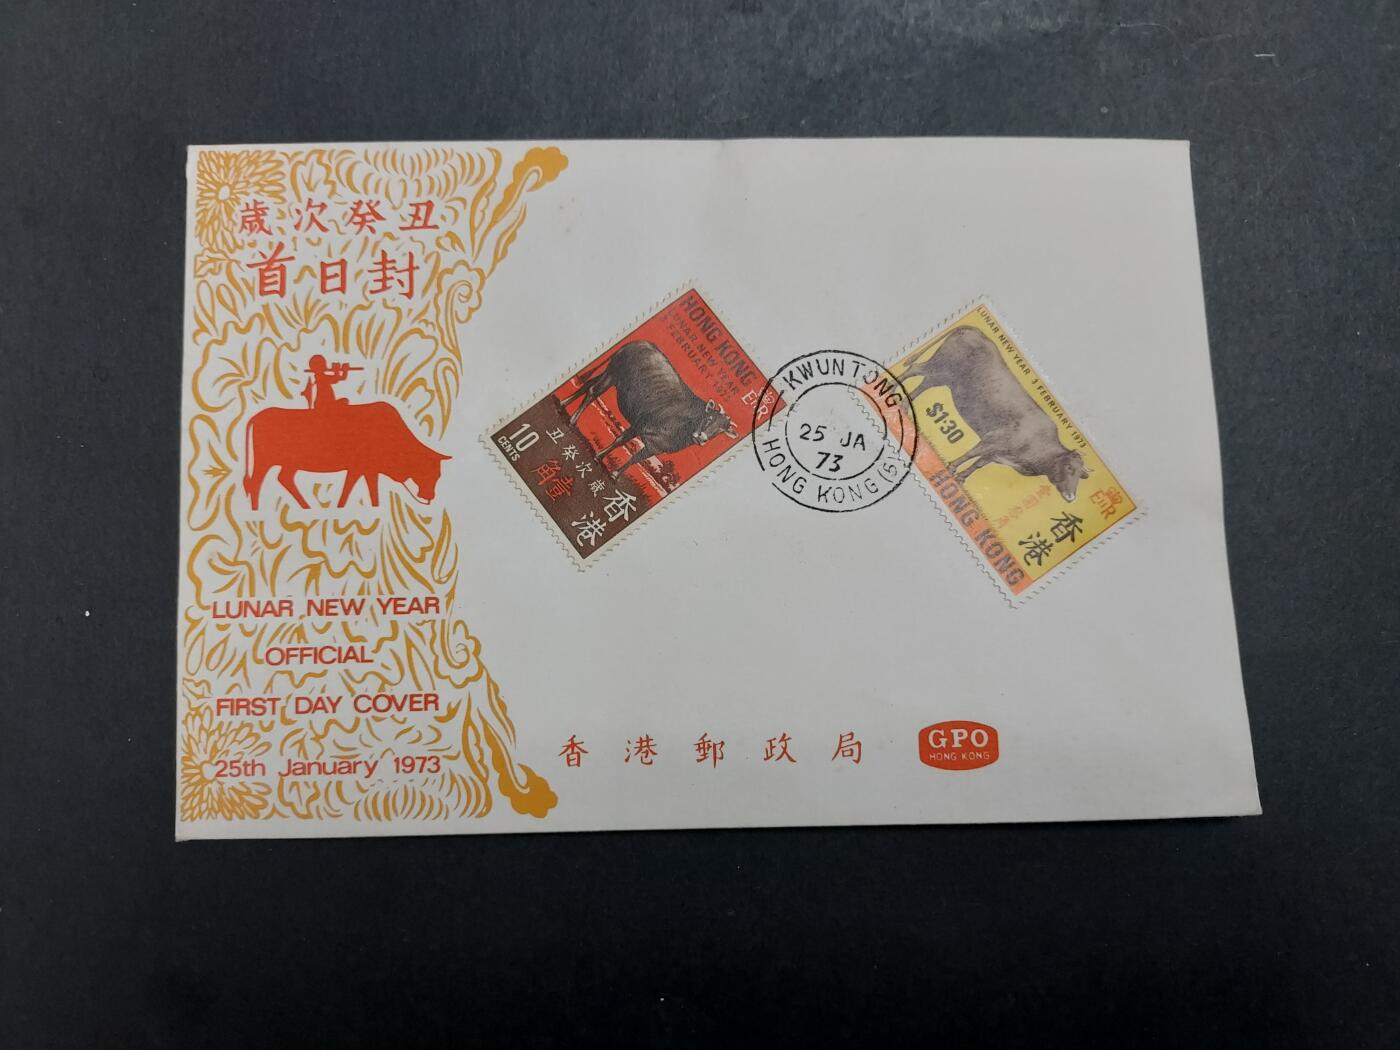 歲次癸丑
首日封
LUNAR NEW YEAR
OFFICIAL
FIRST DAY COVER
25th January 1973
HONG KONG
LUNAR NEW YEAR
3 FEBRUARY 1973
EIIR
10
CENTS
歲次癸丑
壹角
香港
KWUN TONG
25 JA
73
HONG KONG
LUNAR NEW YEAR 3 FEBRUARY 1973
$1·30
EIIR
香港
HONG KONG
香港郵政局
GPO
HONG KONG